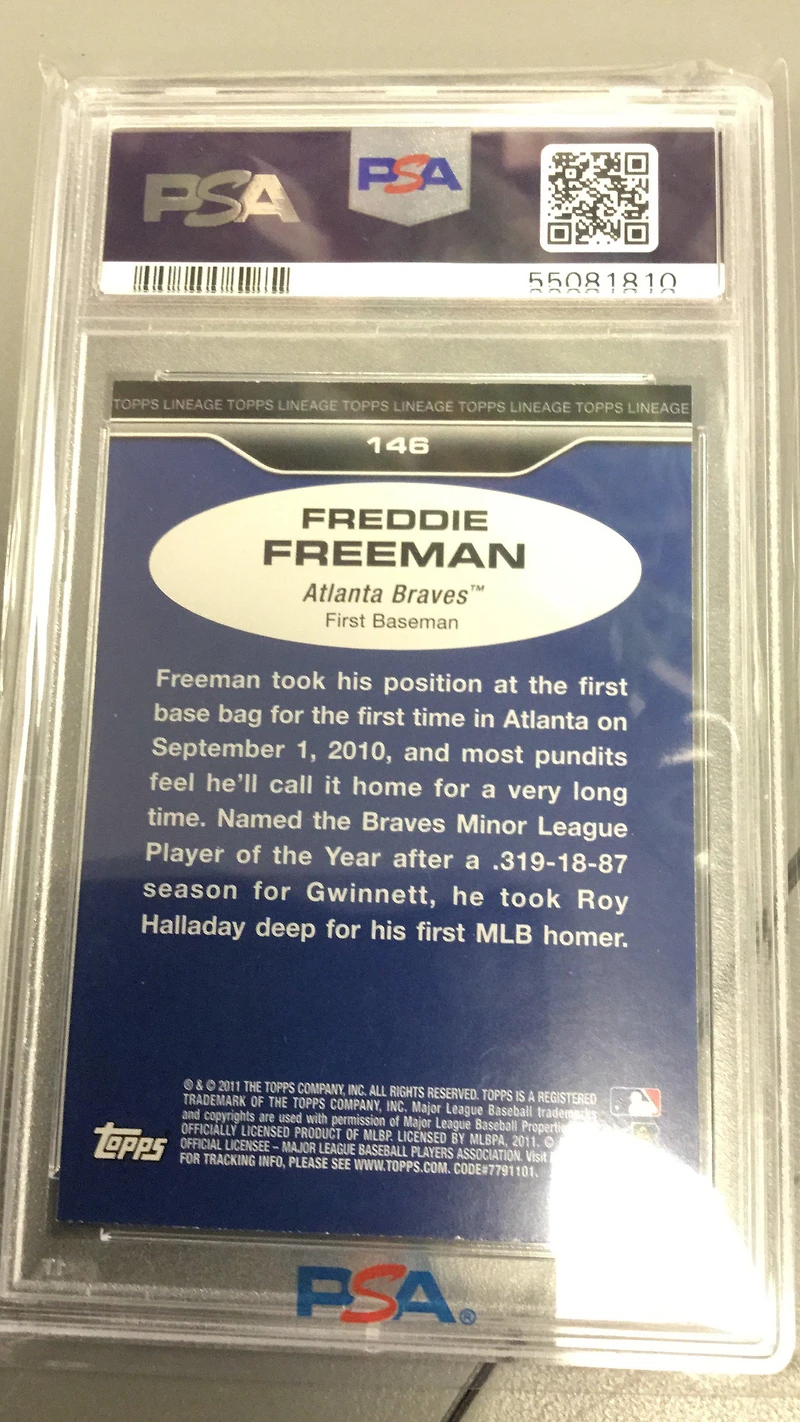 PSA PSA
55081810
TOPPS LINEAGE TOPPS LINEAGE TOPPS LINEAGE TOPPS LINEAGE TOPPS LINEAGE
146
FREDDIE
FREEMAN
Atlanta Braves™
First Baseman
Freeman took his position at the first
base bag for the first time in Atlanta on
September 1, 2010, and most pundits
feel he'll call it home for a very long
time. Named the Braves Minor League
Player of the Year after a .319-18-87
season for Gwinnett, he took Roy
Halladay deep for his first MLB homer.
® & © 2011 THE TOPPS COMPANY, INC. ALL RIGHTS RESERVED. TOPPS IS A REGISTERED
TRADEMARK OF THE TOPPS COMPANY, INC. Major League Baseball trademarks
and copyrights are used with permission of Major League Baseball
OFFICIALLY LICENSED PRODUCT OF MLBP. LICENSED BY MLBPA, 2011. ©
OFFICIAL LICENSEE – MAJOR LEAGUE BASEBALL PLAYERS ASSOCIATION. Visit
FOR TRACKING INFO, PLEASE SEE WWW.TOPPS.COM. CODE#7791101.
topps
PSA®